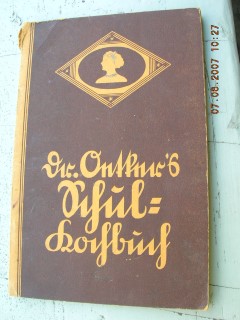 Dr. Oetker's
Schul=
Kochbuch
07.08.2007 10:27